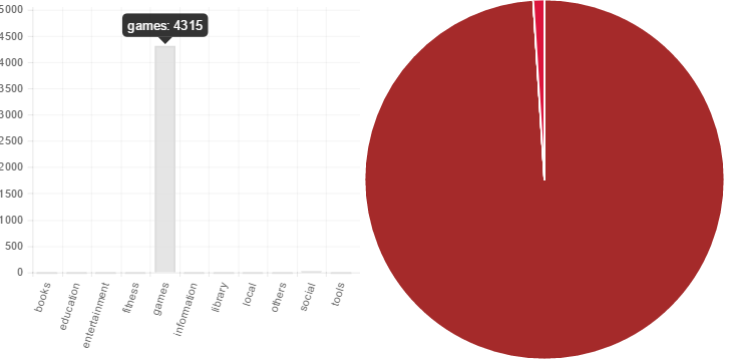 5000
games: 4315
4500
4000
3500
3000
2500
2000
1500
1000
500
0
books
education
entertainment
fitness
games
information
library
local
others
social
tools